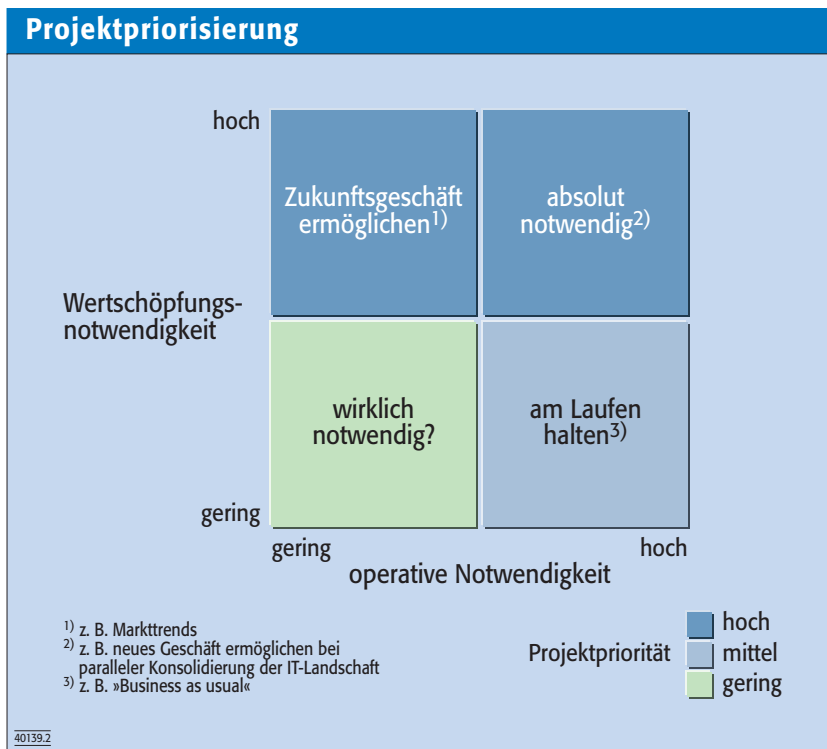 Projektpriorisierung
hoch
Zukunftsgeschäft
ermöglichen1)
absolut
notwendig2)
Wertschöpfungs-
notwendigkeit
wirklich
notwendig?
am Laufen
halten3)
gering
gering
hoch
operative Notwendigkeit
1) z. B. Markttrends
2) z. B. neues Geschäft ermöglichen bei
paralleler Konsolidierung der IT-Landschaft
3) z. B. »Business as usual«
Projektpriorität
hoch
mittel
gering
40139.2